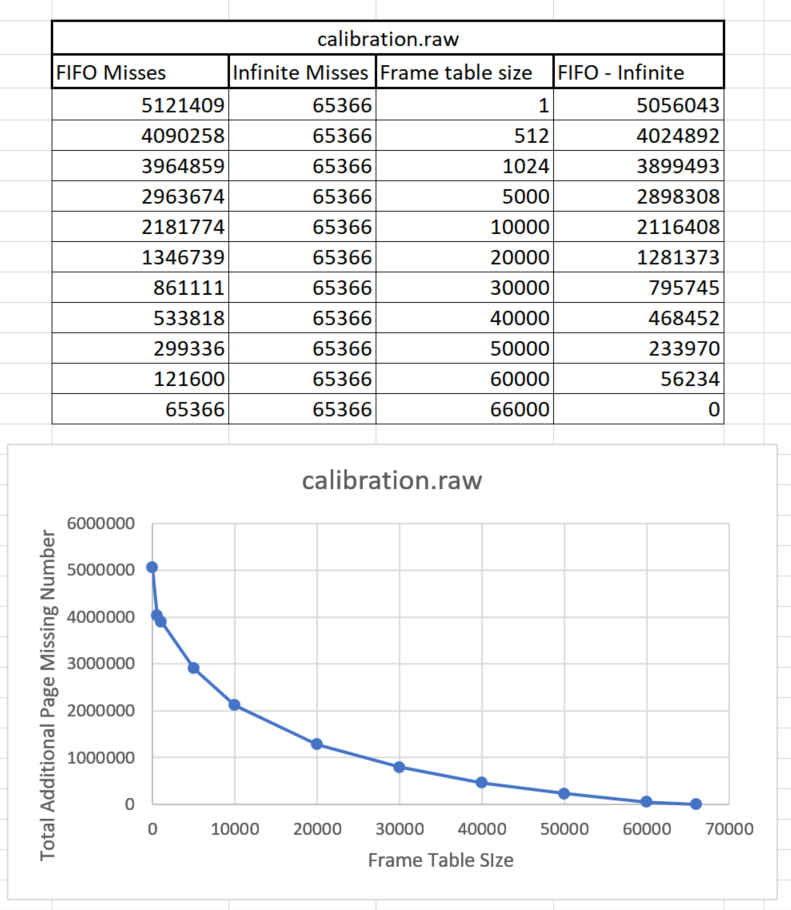 calibration.raw
FIFO Misses Infinite Misses Frame table size FIFO - Infinite
5121409 65366 1 5056043
4090258 65366 512 4024892
3964859 65366 1024 3899493
2963674 65366 5000 2898308
2181774 65366 10000 2116408
1346739 65366 20000 1281373
861111 65366 30000 795745
533818 65366 40000 468452
299336 65366 50000 233970
121600 65366 60000 56234
65366 65366 66000 0
calibration.raw
Total Additional Page Missing Number
6000000
5000000
4000000
3000000
2000000
1000000
0
0 10000 20000 30000 40000 50000 60000 70000
Frame Table SIze